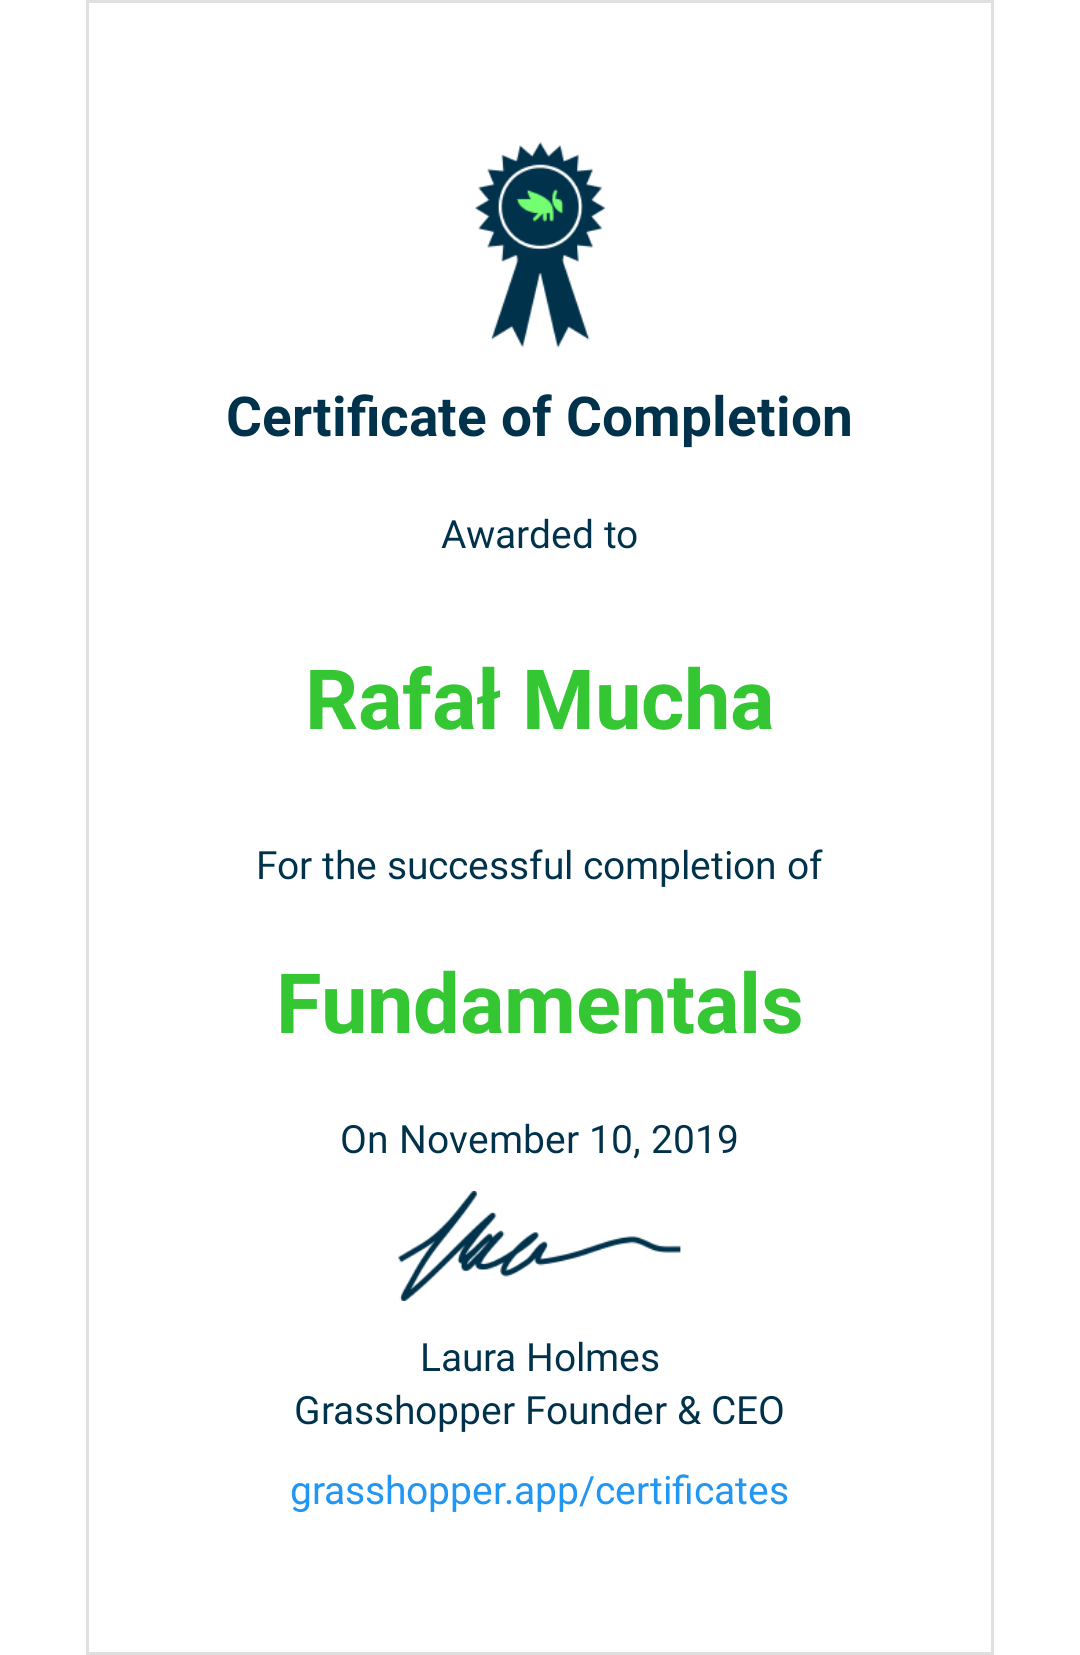 Certificate of Completion
Awarded to
Rafał Mucha
For the successful completion of
Fundamentals
On November 10, 2019
Laura Holmes
Grasshopper Founder & CEO
grasshopper.app/certificates